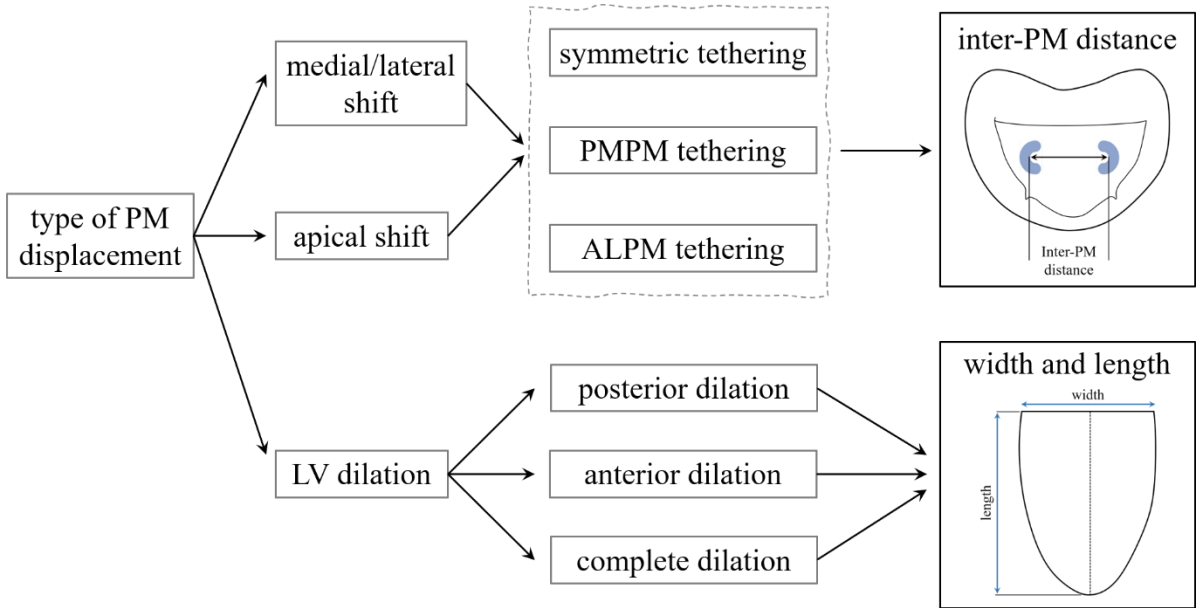 type of PM
displacement
medial/lateral
shift
apical shift
LV dilation
symmetric tethering
PMPM tethering
ALPM tethering
posterior dilation
anterior dilation
complete dilation
inter-PM distance
Inter-PM
distance
width and length
width
length